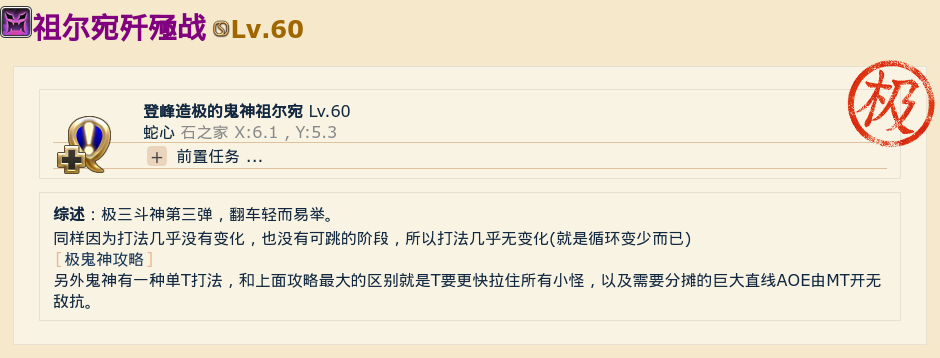 祖尔宛歼殛战 Lv.60
极
登峰造极的鬼神祖尔宛 Lv.60
蛇心 石之家 X:6.1 , Y:5.3
+ 前置任务 ...
综述：极三斗神第三弹，翻车轻而易举。
同样因为打法几乎没有变化，也没有可跳的阶段，所以打法几乎无变化(就是循环变少而已)
[极鬼神攻略]
另外鬼神有一种单T打法，和上面攻略最大的区别就是T要更快拉住所有小怪，以及需要分摊的巨大直线AOE由MT开无
敌抗。